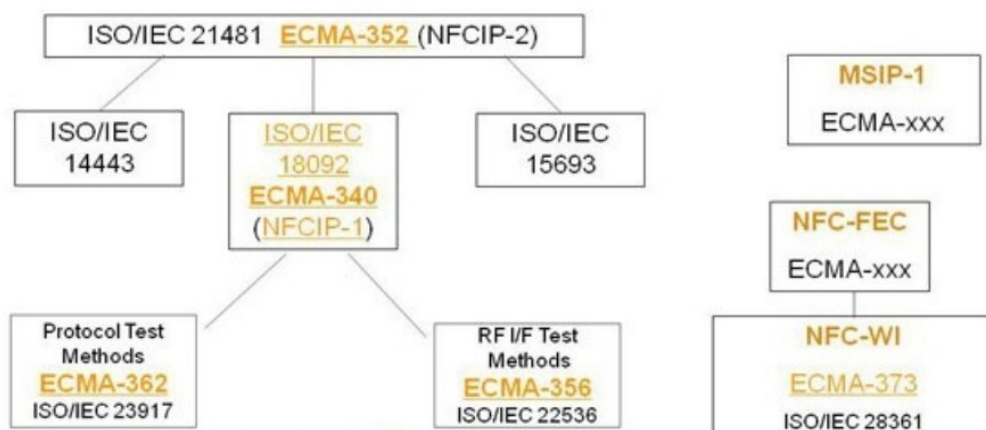 ISO/IEC 21481 ECMA-352 (NFCIP-2)
ISO/IEC
14443
ISO/IEC
18092
ECMA-340
(NFCIP-1)
ISO/IEC
15693
Protocol Test
Methods
ECMA-362
ISO/IEC 23917
RF I/F Test
Methods
ECMA-356
ISO/IEC 22536
MSIP-1
ECMA-xxx
NFC-FEC
ECMA-xxx
NFC-WI
ECMA-373
ISO/IEC 28361